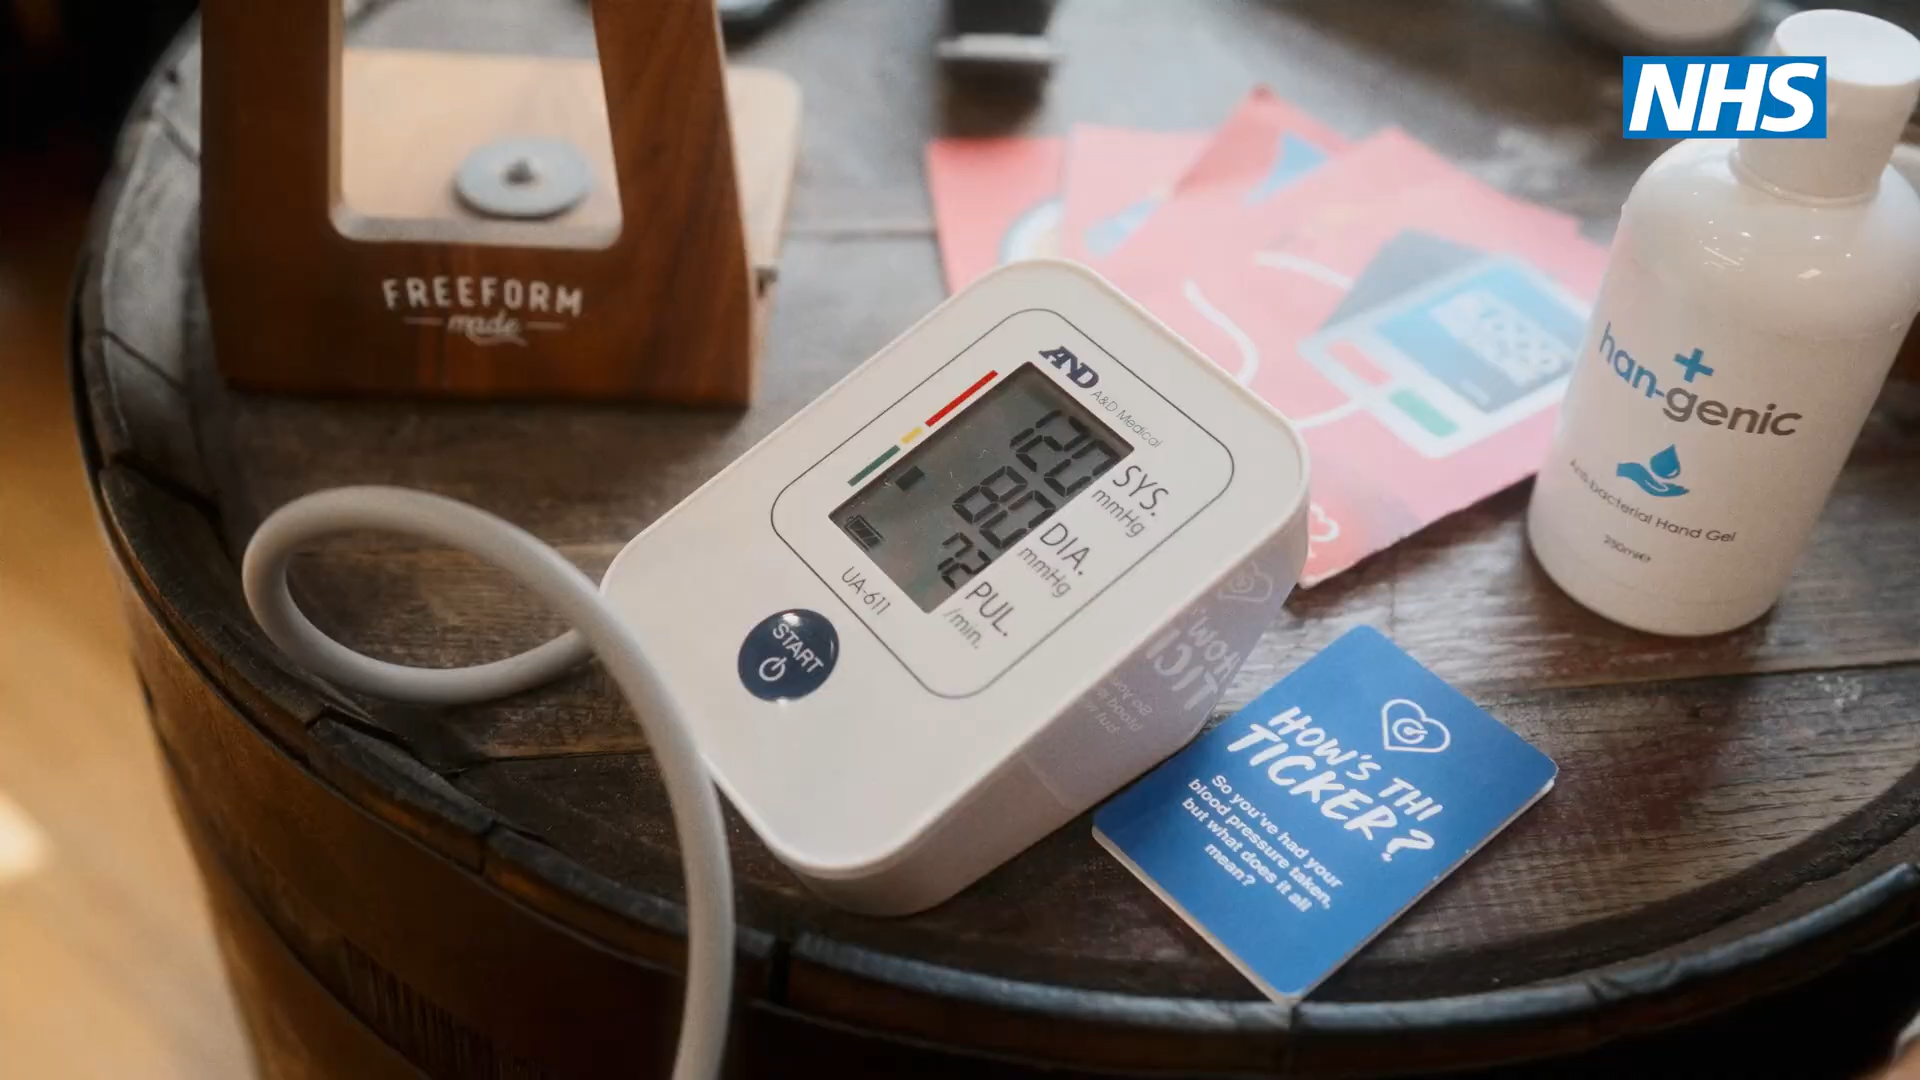 NHS
FREEFORM
made
AND A&D Medical
120
SYS.
mmHg
80
DIA.
mmHg
72
PUL.
/min.
UA-611
START
han-genic
Anti-bacterial Hand Gel
250ml e
HOW'S THI
TICKER?
So you've had your
blood pressure taken,
but what does it all
mean?